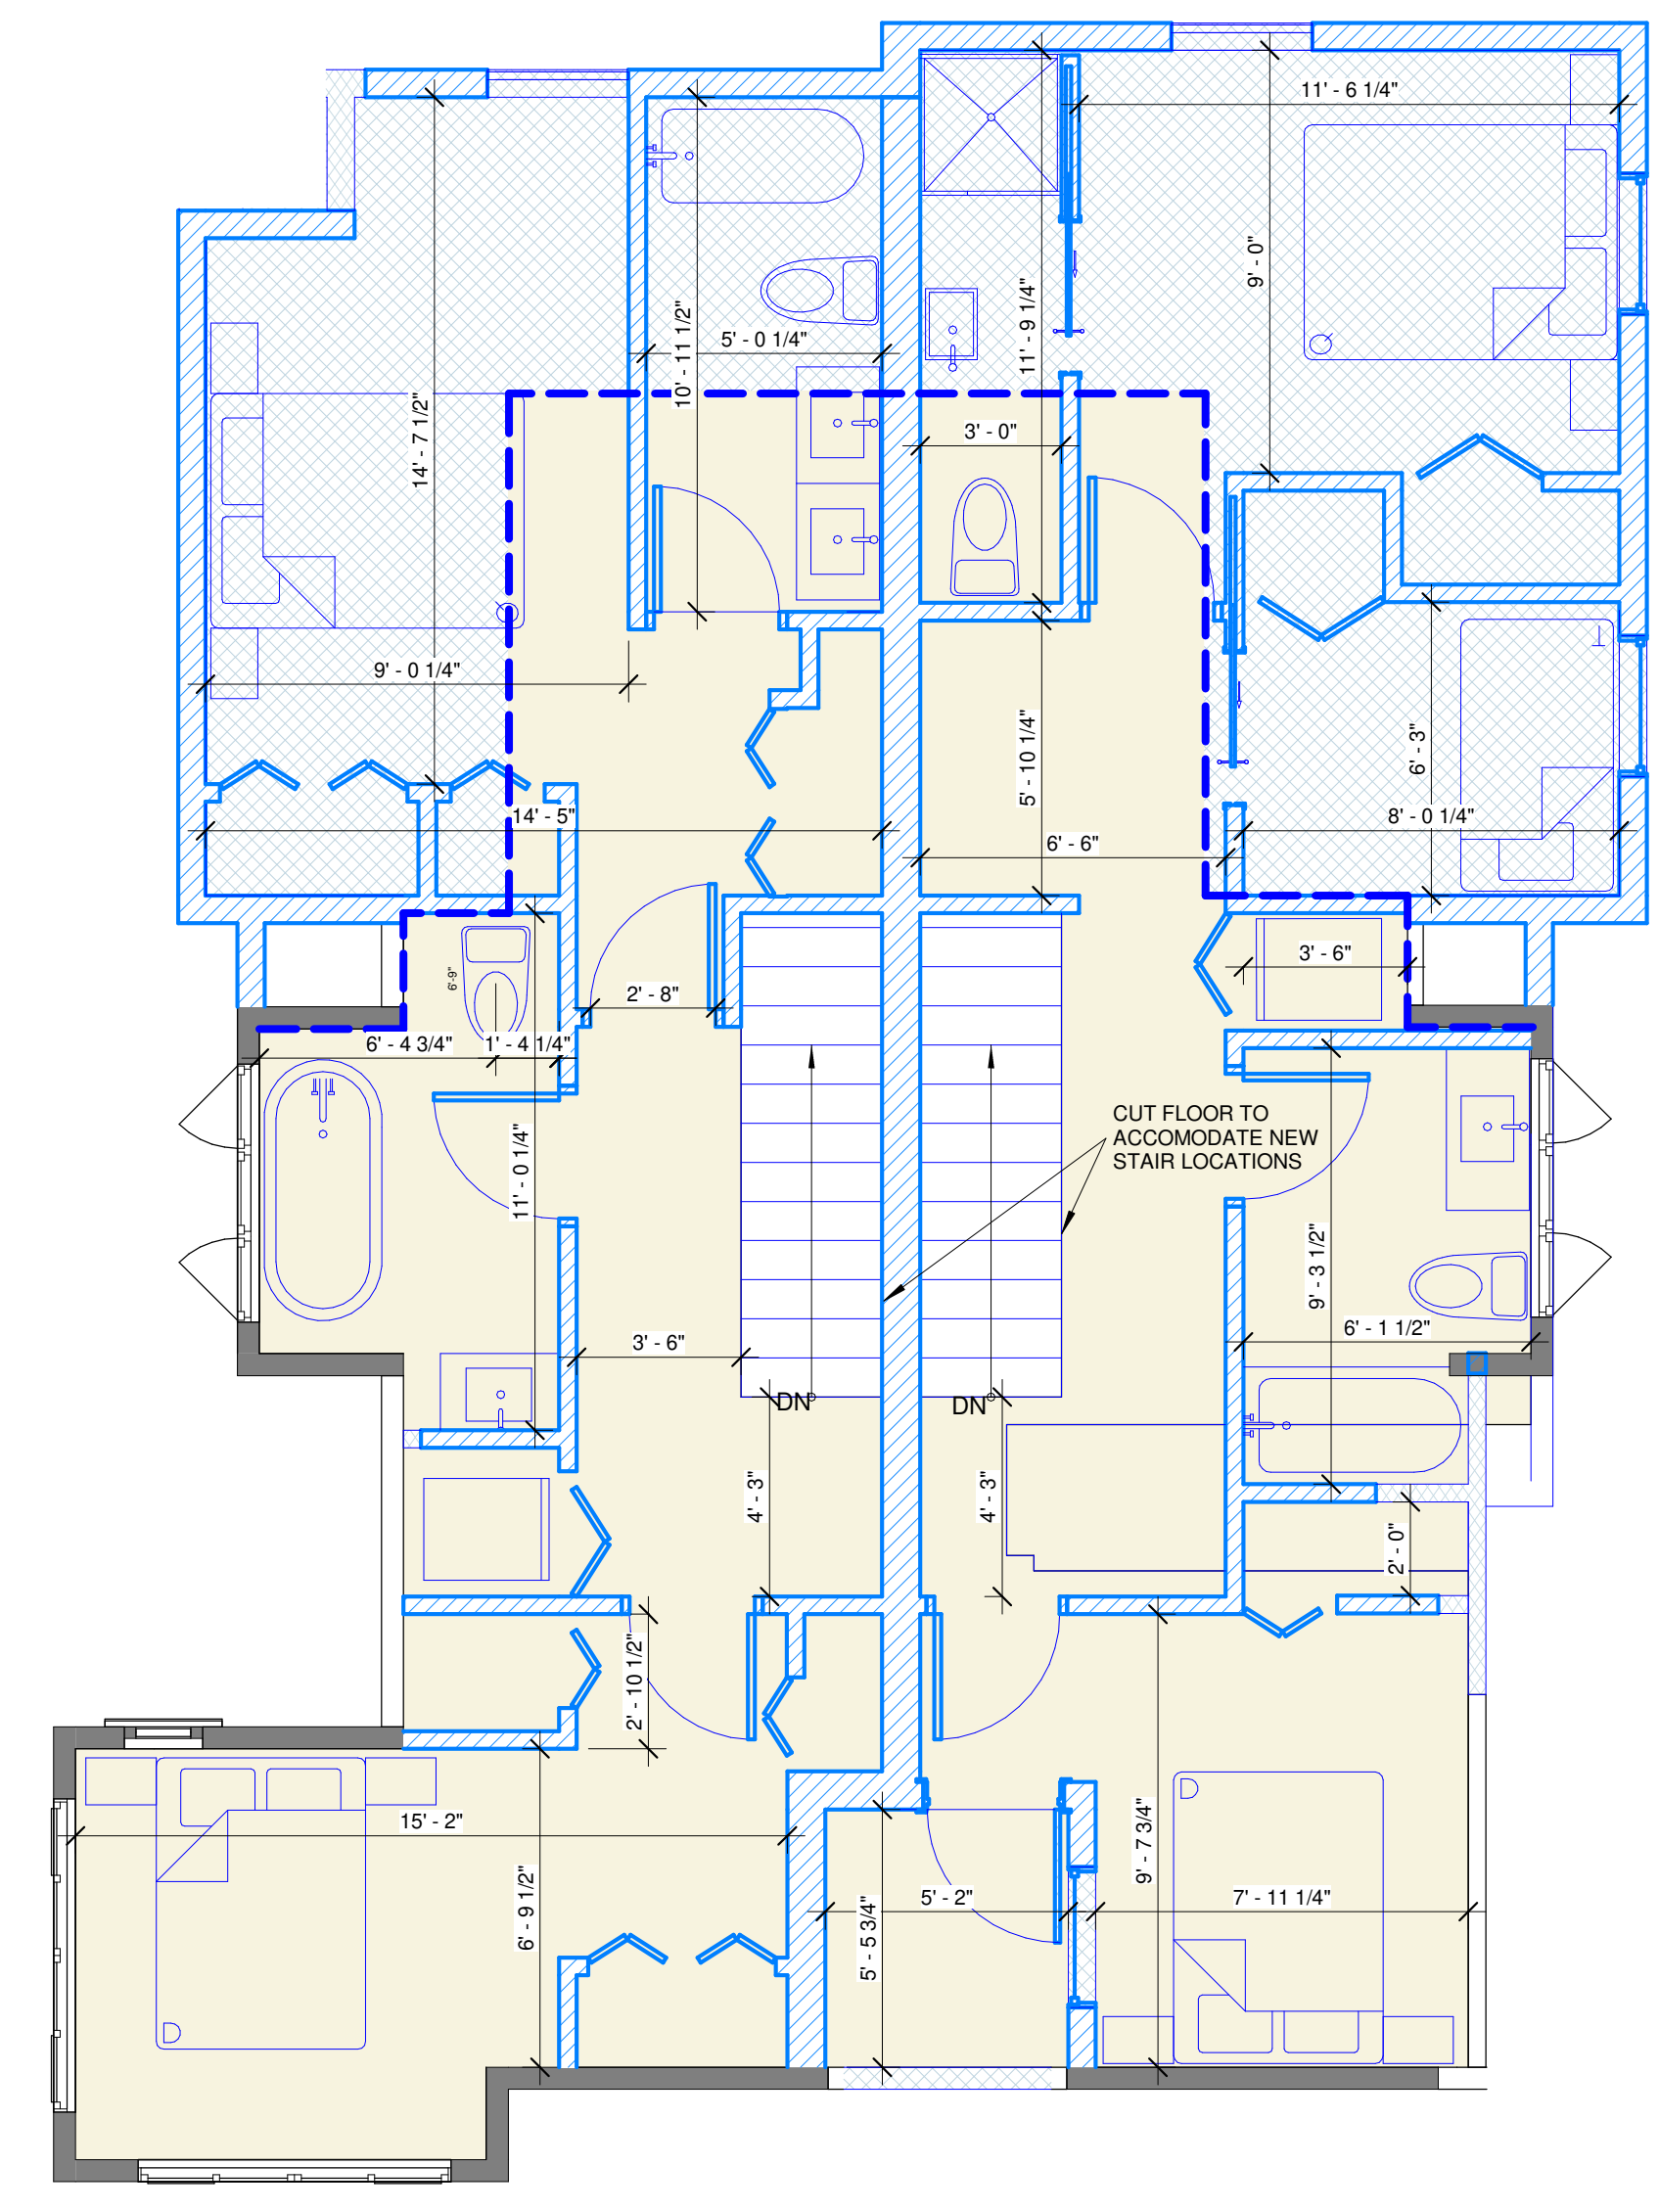 11' - 6 1/4"
9' - 0"
10' - 11 1/2"
5' - 0 1/4"
11' - 9 1/4"
14' - 7 1/2"
3' - 0"
9' - 0 1/4"
5' - 10 1/4"
6' - 3"
14' - 5"
8' - 0 1/4"
6' - 6"
3' - 6"
6'-9"
2' - 8"
6' - 4 3/4"
1' - 4 1/4"
CUT FLOOR TO
ACCOMODATE NEW
STAIR LOCATIONS
11' - 0 1/4"
9' - 3 1/2"
6' - 1 1/2"
3' - 6"
DN
DN
4' - 3"
4' - 3"
2' - 0"
2' - 10 1/2"
15' - 2"
9' - 7 3/4"
6' - 9 1/2"
5' - 2"
7' - 11 1/4"
5' - 5 3/4"